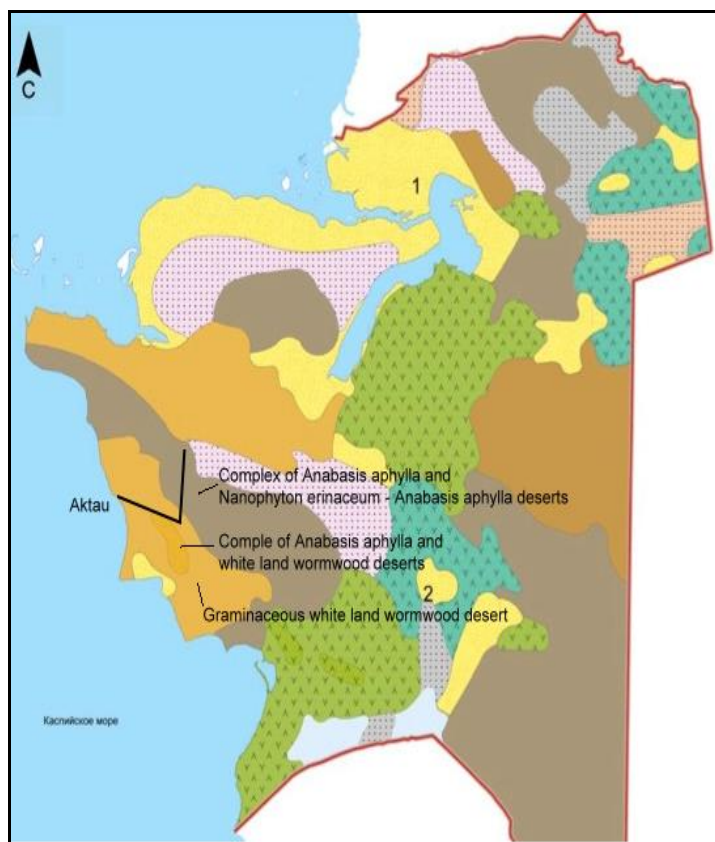 С
1
Complex of Anabasis aphylla and
Nanophyton erinaceum - Anabasis aphylla deserts
Aktau
Comple of Anabasis aphylla and
white land wormwood deserts
2
Graminaceous white land wormwood desert
Каспийское море